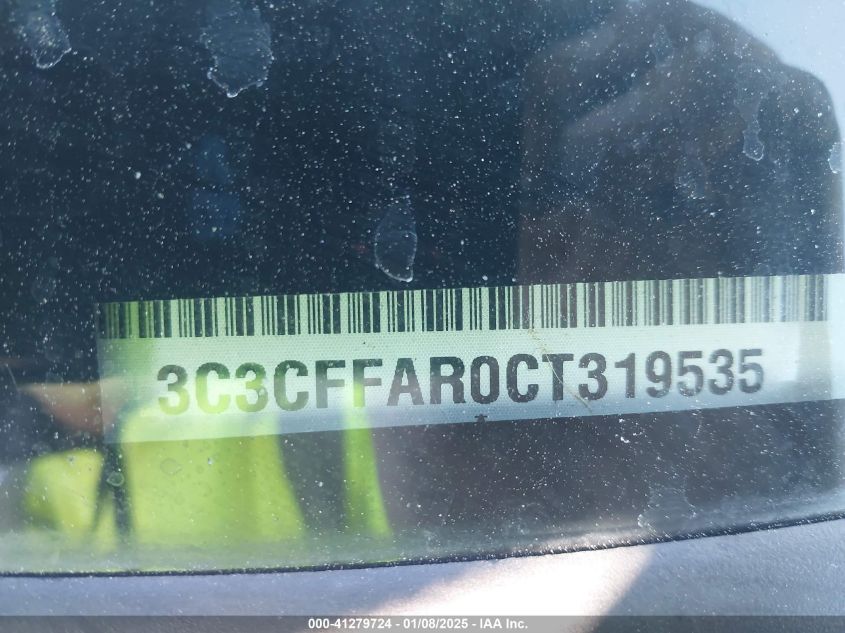 3C3CFFAR0CT319535
000-41279724 - 01/08/2025 - IAA Inc.